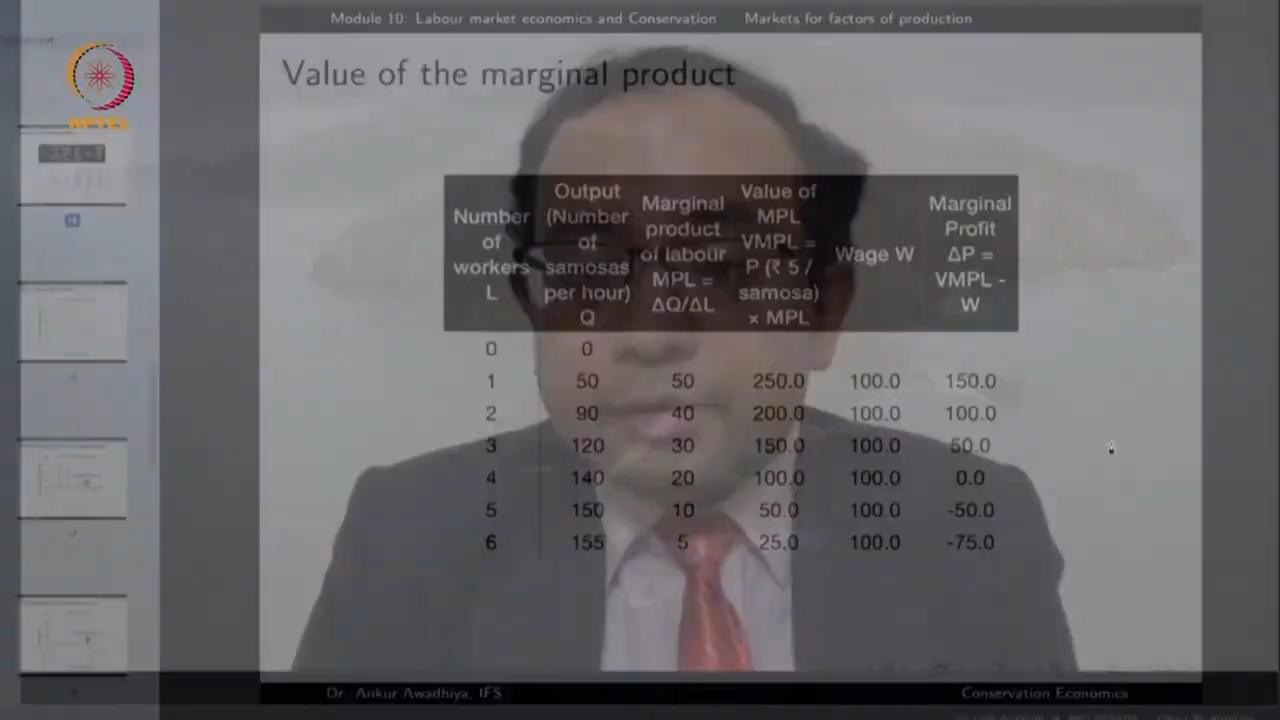 Module 10: Labour market economics and Conservation Markets for factors of production
NPTEL
Value of the marginal product
Number of workers L
Output (Number of samosas per hour) Q
Marginal product of labour MPL = ΔQ/ΔL
Value of MPL VMPL = P (₹ 5 / samosa) × MPL
Wage W
Marginal Profit ΔP = VMPL - W
0 0
1 50 50 250.0 100.0 150.0
2 90 40 200.0 100.0 100.0
3 120 30 150.0 100.0 50.0
4 140 20 100.0 100.0 0.0
5 150 10 50.0 100.0 -50.0
6 155 5 25.0 100.0 -75.0
Dr. Ankur Awadhiya, IFS Conservation Economics